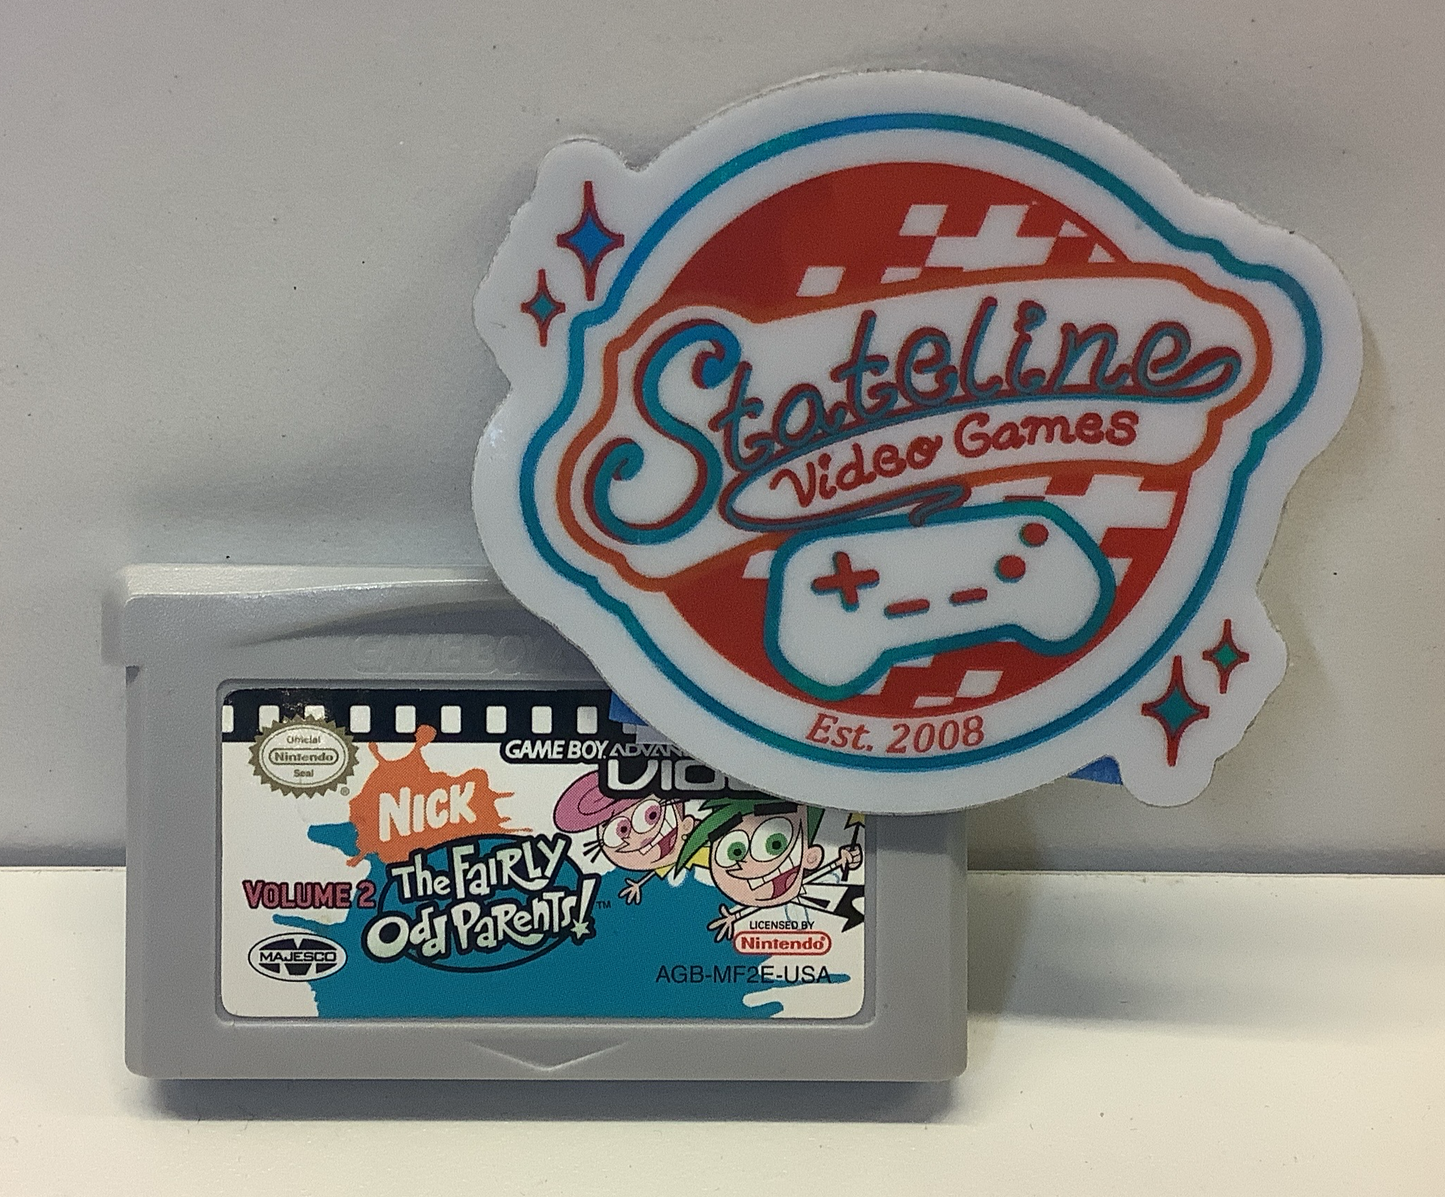 Stateline
Video Games
Est. 2008
GAME BOY
Official
Nintendo
Seal
®
GAME BOY
NICK
The Fairly
Odd Parents!
™
VOLUME 2
MAJESCO
LICENSED BY
Nintendo
AGB-MF2E-USA